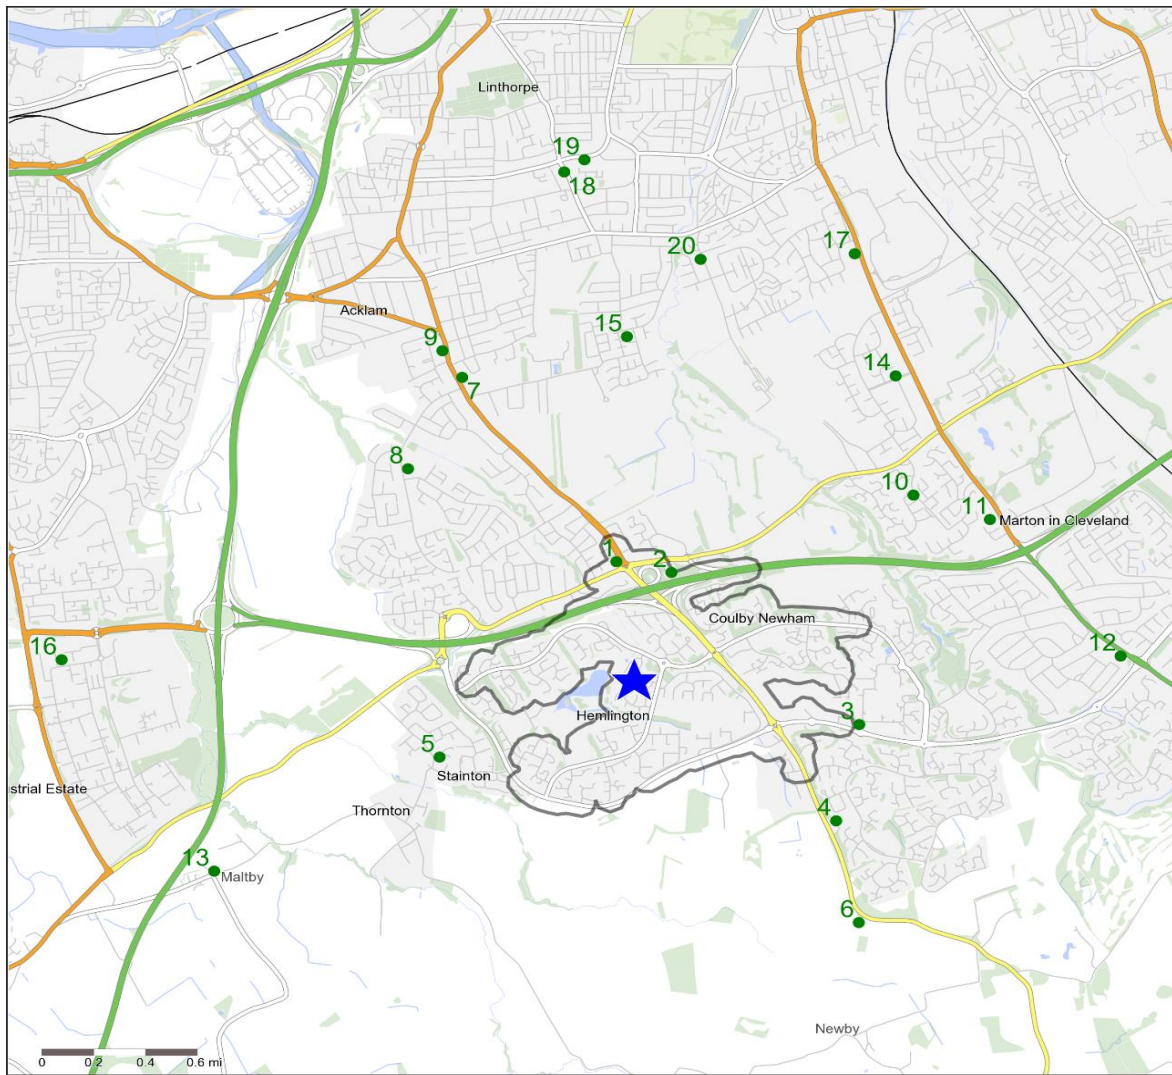 Linthorpe
19
18
20
17
Acklam
9
15
7
14
8
10
11
Marton in Cleveland
1
2
Coulby Newham
16
12
Hemlington
3
5
Stainton
strial Estate
Thornton
4
13
Maltby
6
Newby
0 0.2 0.4 0.6 mi